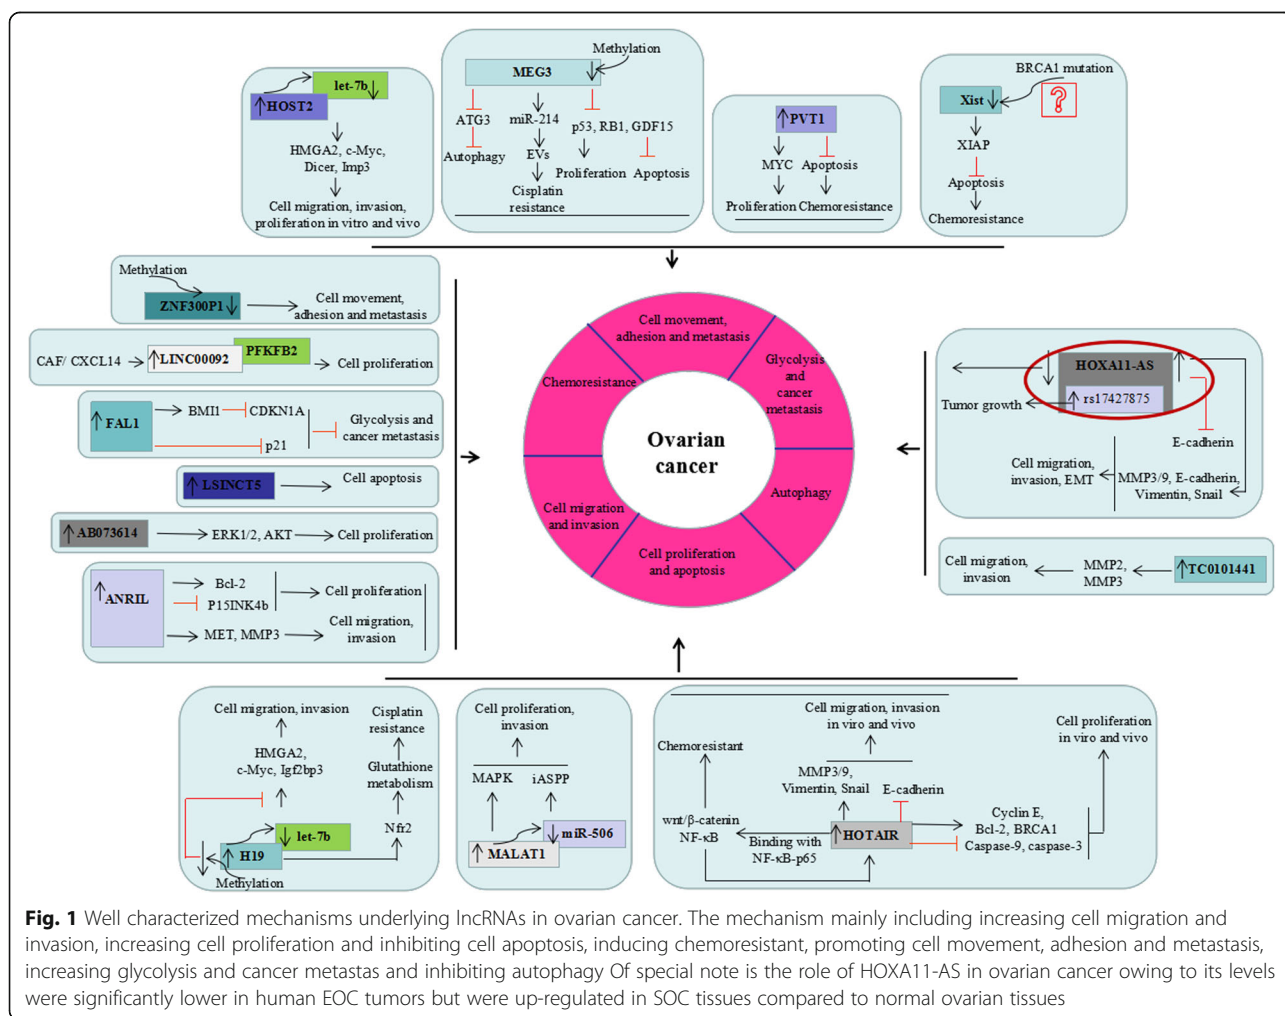 let-7b
HOST2
HMGA2, c-Myc,
Dicer, Imp3
Cell migration, invasion,
proliferation in vitro and vivo
Methylation
MEG3
ATG3
Autophagy
miR-214
EVs
Cisplatin
resistance
p53, RB1, GDF15
Proliferation
Apoptosis
PVT1
MYC
Apoptosis
Proliferation
Chemoresistance
BRCA1 mutation
Xist
?
XIAP
Apoptosis
Chemoresistance
Methylation
ZNF300P1
Cell movement,
adhesion and metastasis
CAF/ CXCL14
LINC00092
PFKFB2
Cell proliferation
FAL1
BMI1
CDKN1A
p21
Glycolysis and
cancer metastasis
LSINCT5
Cell apoptosis
AB073614
ERK1/2, AKT
Cell proliferation
ANRIL
Bcl-2
P15INK4b
Cell proliferation
MET, MMP3
Cell migration,
invasion
Cell movement,
adhesion and metastasis
Glycolysis
and
cancer
metastasis
Chemoresistance
Ovarian
cancer
Autophagy
Cell migration
and invasion
Cell proliferation
and apoptosis
HOXA11-AS
rs17427875
Tumor growth
E-cadherin
Cell migration,
invasion, EMT
MMP3/9, E-cadherin,
Vimentin, Snail
Cell migration,
invasion
MMP2,
MMP3
TC0101441
Cell migration, invasion
HMGA2,
c-Myc, Igf2bp3
Cisplatin
resistance
Glutathione
metabolism
Nfr2
let-7b
H19
Methylation
Cell proliferation,
invasion
MAPK
iASPP
miR-506
MALAT1
Cell migration, invasion
in viro and vivo
Chemoresistant
MMP3/9,
Vimentin, Snail
E-cadherin
wnt/β-catenin
NF-κB
Binding with
NF-κB-p65
HOTAIR
Cyclin E,
Bcl-2, BRCA1
Caspase-9, caspase-3
Cell proliferation
in viro and vivo
Fig. 1 Well characterized mechanisms underlying lncRNAs in ovarian cancer. The mechanism mainly including increasing cell migration and
invasion, increasing cell proliferation and inhibiting cell apoptosis, inducing chemoresistant, promoting cell movement, adhesion and metastasis,
increasing glycolysis and cancer metastas and inhibiting autophagy Of special note is the role of HOXA11-AS in ovarian cancer owing to its levels
were significantly lower in human EOC tumors but were up-regulated in SOC tissues compared to normal ovarian tissues